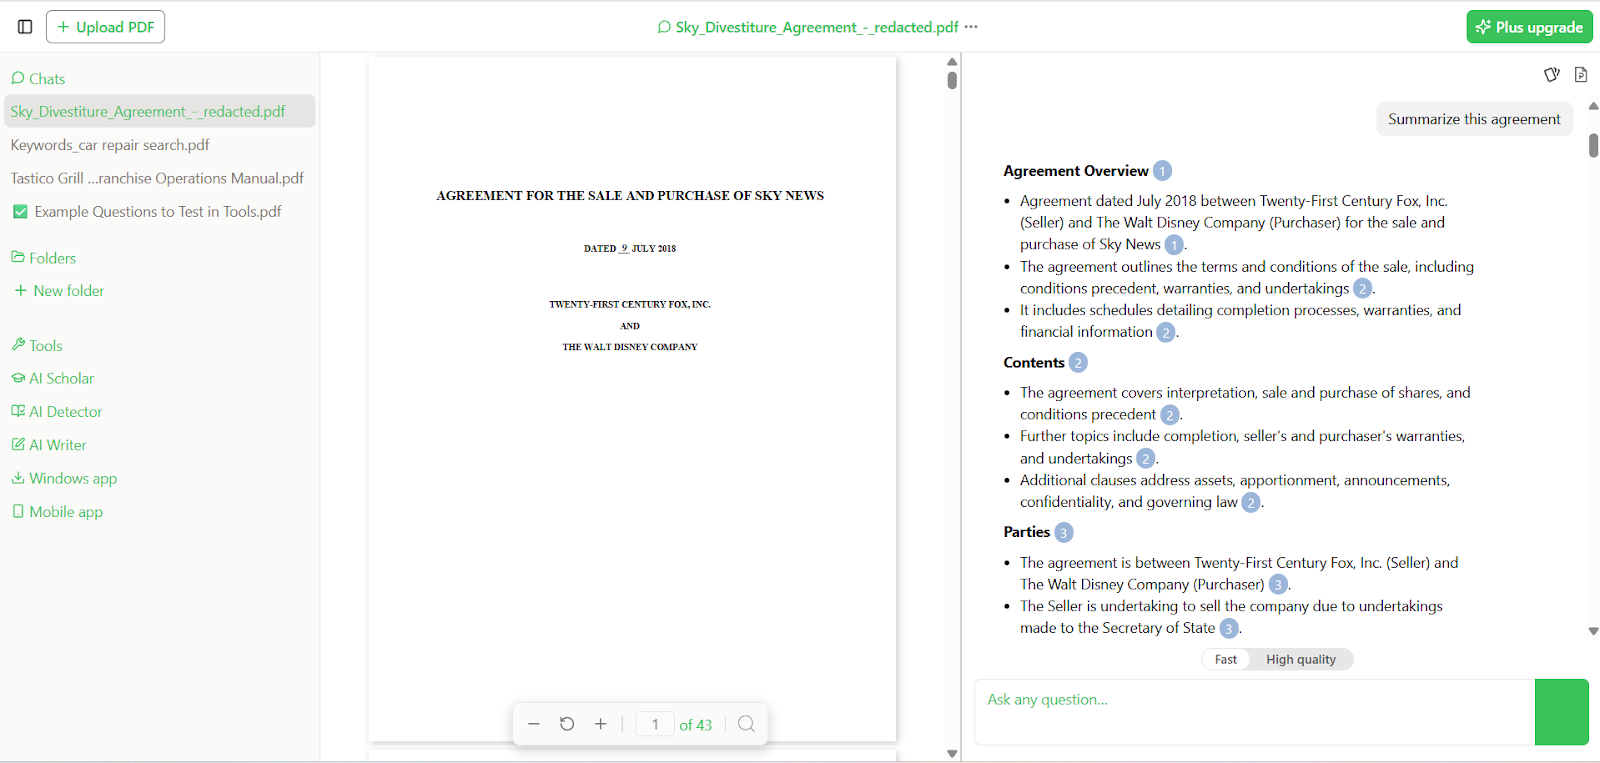 + Upload PDF
Sky_Divestiture_Agreement_-_redacted.pdf ···
Plus upgrade
Chats
Sky_Divestiture_Agreement_-_redacted.pdf
Keywords_car repair search.pdf
Tastico Grill ...ranchise Operations Manual.pdf
✅ Example Questions to Test in Tools.pdf
Folders
+ New folder
Tools
AI Scholar
AI Detector
AI Writer
Windows app
Mobile app
AGREEMENT FOR THE SALE AND PURCHASE OF SKY NEWS
DATED 9 JULY 2018
TWENTY-FIRST CENTURY FOX, INC.
AND
THE WALT DISNEY COMPANY
1 of 43
Summarize this agreement
Agreement Overview 1
• Agreement dated July 2018 between Twenty-First Century Fox, Inc.
(Seller) and The Walt Disney Company (Purchaser) for the sale and
purchase of Sky News 1.
• The agreement outlines the terms and conditions of the sale, including
conditions precedent, warranties, and undertakings 2.
• It includes schedules detailing completion processes, warranties, and
financial information 2.
Contents 2
• The agreement covers interpretation, sale and purchase of shares, and
conditions precedent 2.
• Further topics include completion, seller's and purchaser's warranties,
and undertakings 2.
• Additional clauses address assets, apportionment, announcements,
confidentiality, and governing law 2.
Parties 3
• The agreement is between Twenty-First Century Fox, Inc. (Seller) and
The Walt Disney Company (Purchaser) 3.
• The Seller is undertaking to sell the company due to undertakings
made to the Secretary of State 3.
Fast High quality
Ask any question...